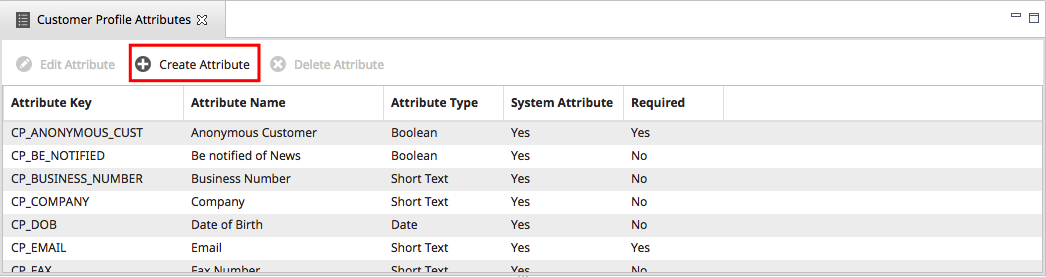 Customer Profile Attributes
Edit Attribute Create Attribute Delete Attribute
Attribute Key Attribute Name Attribute Type System Attribute Required
CP_ANONYMOUS_CUST Anonymous Customer Boolean Yes Yes
CP_BE_NOTIFIED Be notified of News Boolean Yes No
CP_BUSINESS_NUMBER Business Number Short Text Yes No
CP_COMPANY Company Short Text Yes No
CP_DOB Date of Birth Date Yes No
CP_EMAIL Email Short Text Yes Yes
CP_FAX Fax Number Short Text Yes No